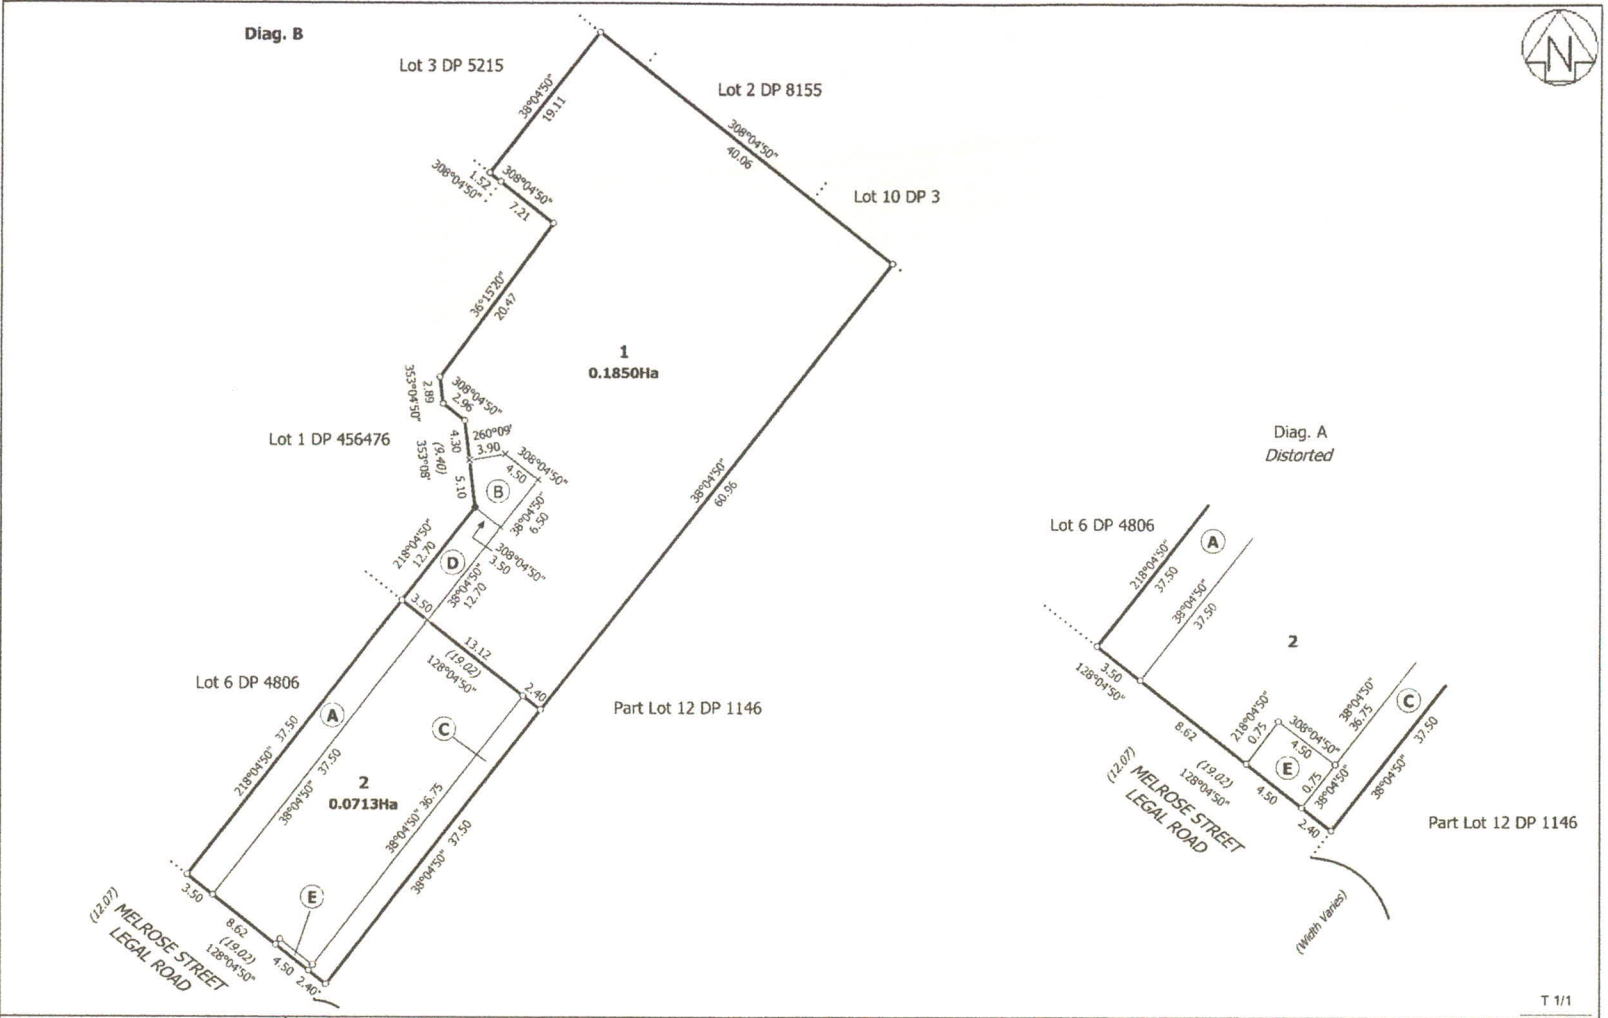 Diag. B
Lot 3 DP 5215
Lot 2 DP 8155
Lot 10 DP 3
N
38°04'50"
19.11
308°04'50"
40.06
308°04'50"
1.52
308°04'50"
7.21
36°15'20"
20.47
1
0.1850Ha
353°04'50"
2.89
308°04'50"
2.96
Lot 1 DP 456476
353°08'
(9.40)
4.30
260°09'
3.90
308°04'50"
4.50
5.10
B
38°04'50"
6.50
38°04'50"
60.96
218°04'50"
12.70
D
308°04'50"
3.50
38°04'50"
12.70
3.50
13.12
(19.02)
128°04'50"
2.40
Lot 6 DP 4806
Part Lot 12 DP 1146
A
C
218°04'50" 37.50
38°04'50" 37.50
2
0.0713Ha
38°04'50" 36.75
38°04'50" 37.50
E
3.50
8.62
(19.02)
128°04'50"
4.50
2.40
(12.07)
MELROSE STREET
LEGAL ROAD
Diag. A
Distorted
Lot 6 DP 4806
A
218°04'50"
37.50
38°04'50"
37.50
2
3.50
128°04'50"
8.62
218°04'50"
0.75
308°04'50"
4.50
38°04'50"
36.75
C
37.50
38°04'50"
E
0.75
38°04'50"
(19.02)
128°04'50"
4.50
2.40
(12.07)
MELROSE STREET
LEGAL ROAD
Part Lot 12 DP 1146
(Width Varies)
T 1/1